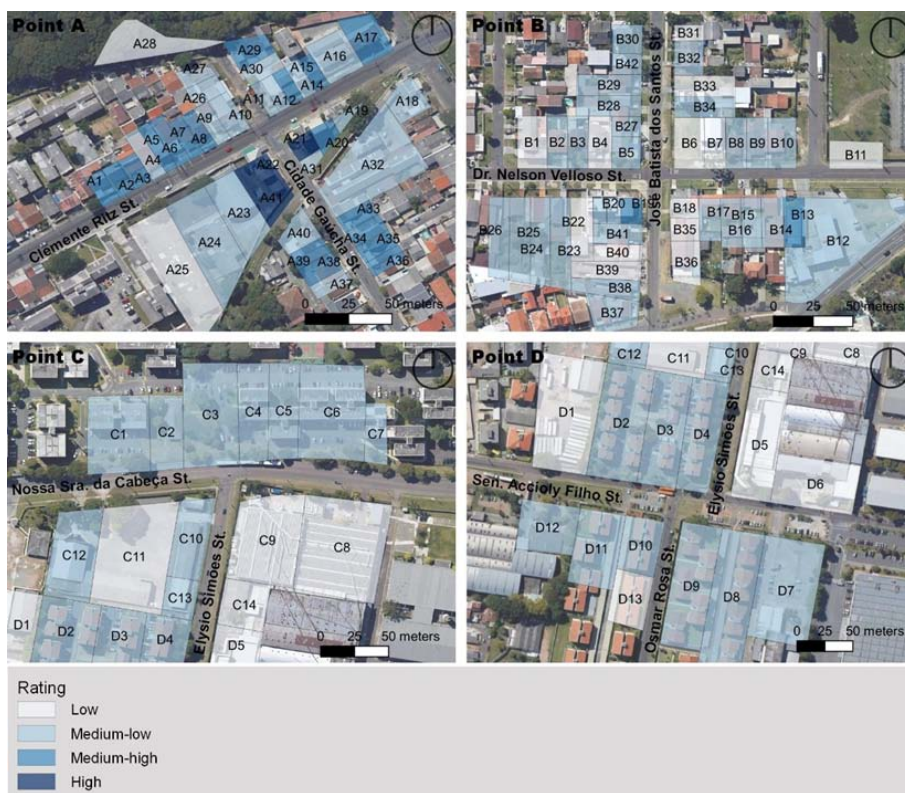 Point A
A28
A29
A17
A16
A30
A15
A27
A14
A26
A11
A12
A18
A9
A10
A19
A7
A5
A8
A21
A20
A6
A4
A32
A1
A3
A22
A31
A2
A41
A33
A23
A40
A34
A24
A35
A39
A38
A36
A25
A37
Clemente Ritz St.
Cidade Gaúcha St.
0 25 50 meters
Point B
B30
B31
B42
B32
B29
B33
B28
B34
B27
B1
B2
B3
B4
B5
B6
B7
B8
B9
B10
B11
Dr. Nelson Velloso St.
José Batista dos Santos St.
B20
B18
B17
B15
B13
B22
B26
B25
B41
B35
B16
B14
B24
B23
B40
B12
B39
B36
B38
B37
0 25 50 meters
Point C
C3
C4
C5
C6
C1
C2
C7
Nossa Sra. da Cabeça St.
C10
C12
C11
C9
C8
C13
C14
D1
D2
D3
D4
D5
Elysio Simões St.
0 25 50 meters
Point D
C12
C11
C10
C9
C8
C13
C14
D1
D2
D3
D4
D5
D6
Elysio Simões St.
Sen. Accioly Filho St.
D12
D11
D10
D9
D8
D7
D13
Osmar Rosa St.
0 25 50 meters
Rating
Low
Medium-low
Medium-high
High